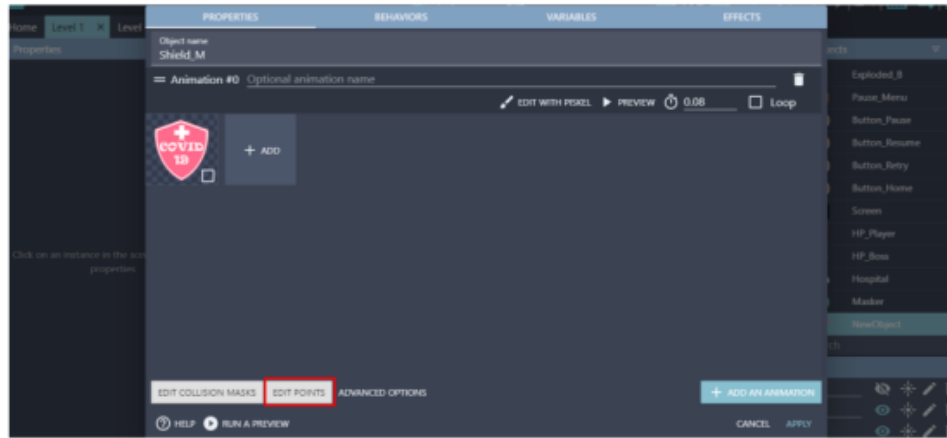 PROPERTIES BEHAVIORS VARIABLES EFFECTS
Home Level 1 × Level
Properties
Object name
Shield_M
Animation #0 Optional animation name
EDIT WITH PISKEL PREVIEW 0.08 Loop
COVID
19
+ ADD
Exploded_B
Pause_Menu
Button_Pause
Button_Resume
Button_Retry
Button_Home
Screen
HP_Player
HP_Boss
Hospital
Masker
NewObject
Click on an instance in the
properties
EDIT COLLISION MASKS EDIT POINTS ADVANCED OPTIONS + ADD AN ANIMATION
HELP RUN A PREVIEW CANCEL APPLY